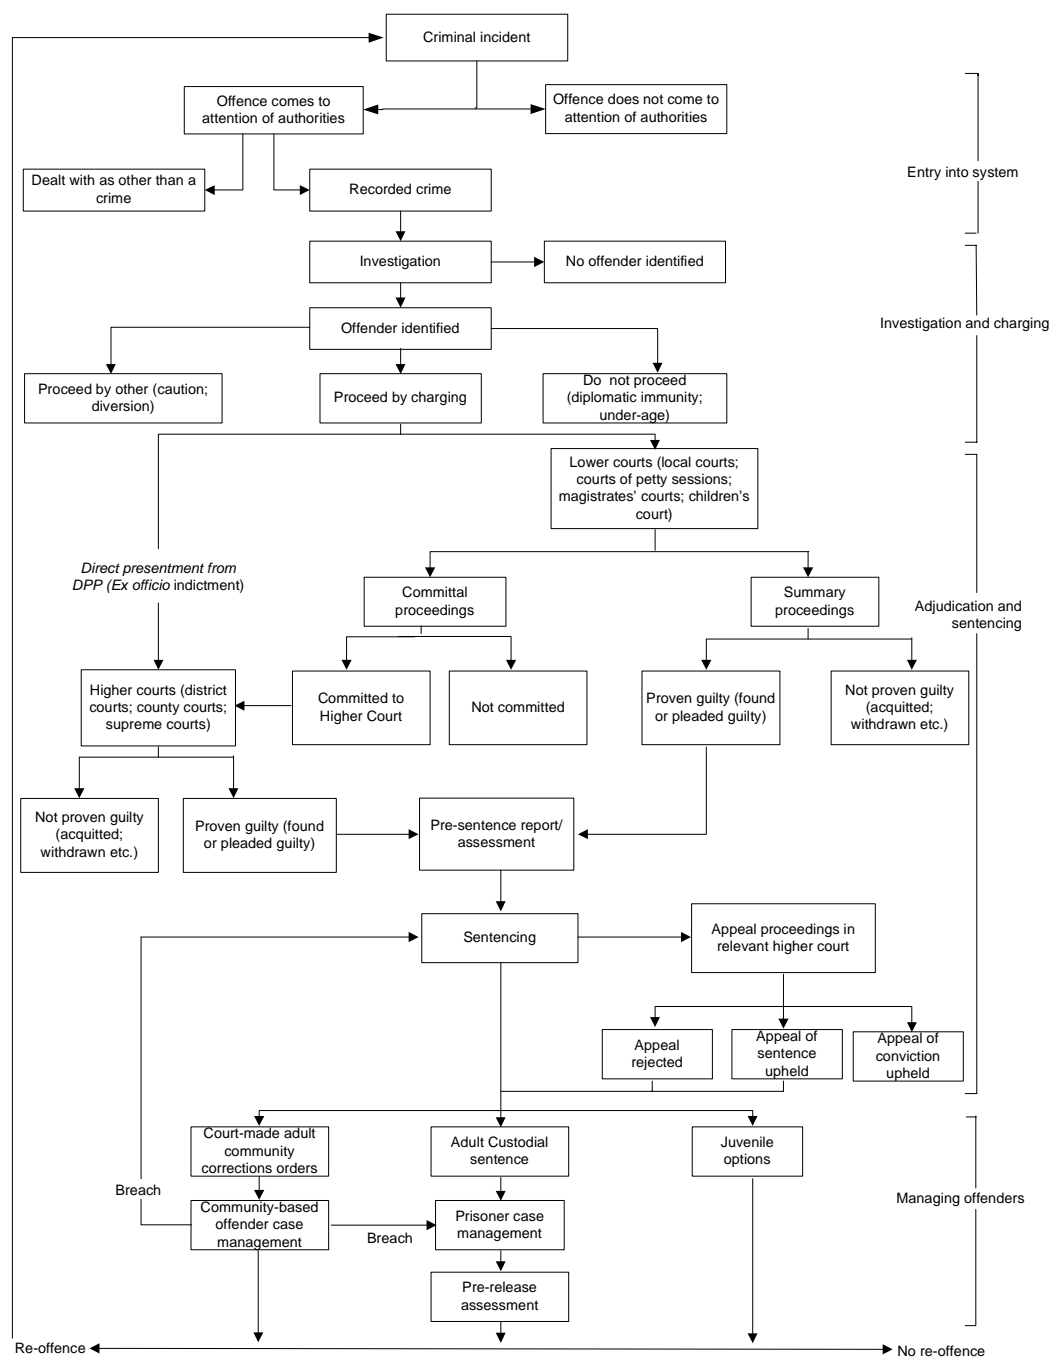 Criminal incident
Offence comes to
attention of authorities
Offence does not come to
attention of authorities
Entry into system
Dealt with as other than a
crime
Recorded crime
Investigation
No offender identified
Offender identified
Investigation and charging
Proceed by other (caution;
diversion)
Proceed by charging
Do not proceed
(diplomatic immunity;
under-age)
Lower courts (local courts;
courts of petty sessions;
magistrates' courts; children's
court)
Direct presentment from
DPP (Ex officio indictment)
Committal
proceedings
Summary
proceedings
Adjudication and
sentencing
Higher courts (district
courts; county courts;
supreme courts)
Committed to
Higher Court
Not committed
Proven guilty (found
or pleaded guilty)
Not proven guilty
(acquitted;
withdrawn etc.)
Not proven guilty
(acquitted;
withdrawn etc.)
Proven guilty (found
or pleaded guilty)
Pre-sentence report/
assessment
Sentencing
Appeal proceedings in
relevant higher court
Appeal
rejected
Appeal of
sentence
upheld
Appeal of
conviction
upheld
Court-made adult
community
corrections orders
Adult Custodial
sentence
Juvenile
options
Breach
Community-based
offender case
management
Breach
Prisoner case
management
Managing offenders
Pre-release
assessment
Re-offence
No re-offence